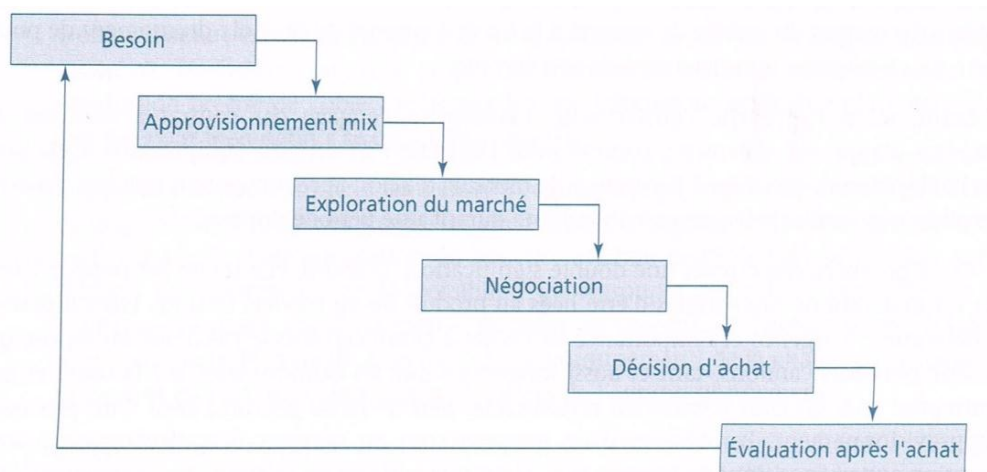 Besoin
Approvisionnement mix
Exploration du marché
Négociation
Décision d'achat
Évaluation après l'achat